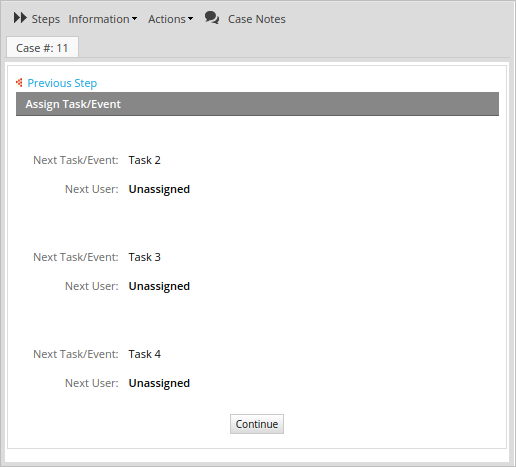 Steps Information Actions Case Notes
Case #: 11
Previous Step
Assign Task/Event
Next Task/Event: Task 2
Next User: Unassigned
Next Task/Event: Task 3
Next User: Unassigned
Next Task/Event: Task 4
Next User: Unassigned
Continue